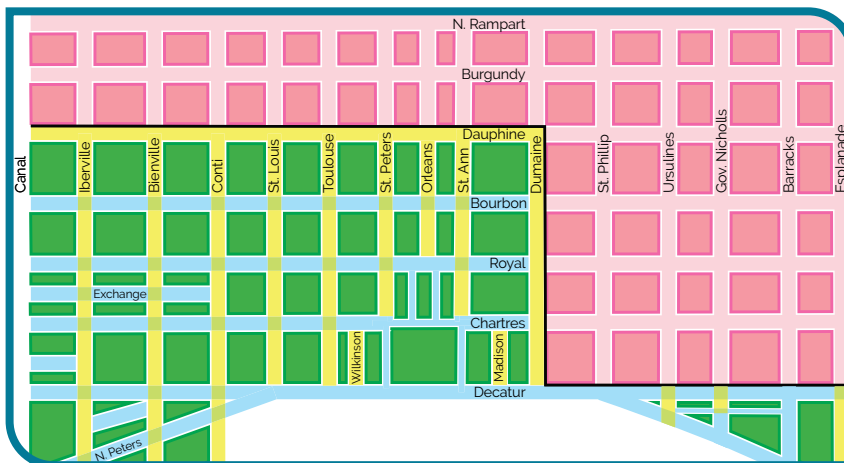 N. Rampart
Burgundy
Dauphine
Canal
Iberville
Bienville
Conti
St. Louis
Toulouse
St. Peters
Orleans
St. Ann
Dumaine
St. Phillip
Ursulines
Gov. Nicholls
Barracks
Esplanade
Bourbon
Royal
Exchange
Chartres
Wilkinson
Madison
Decatur
N. Peters